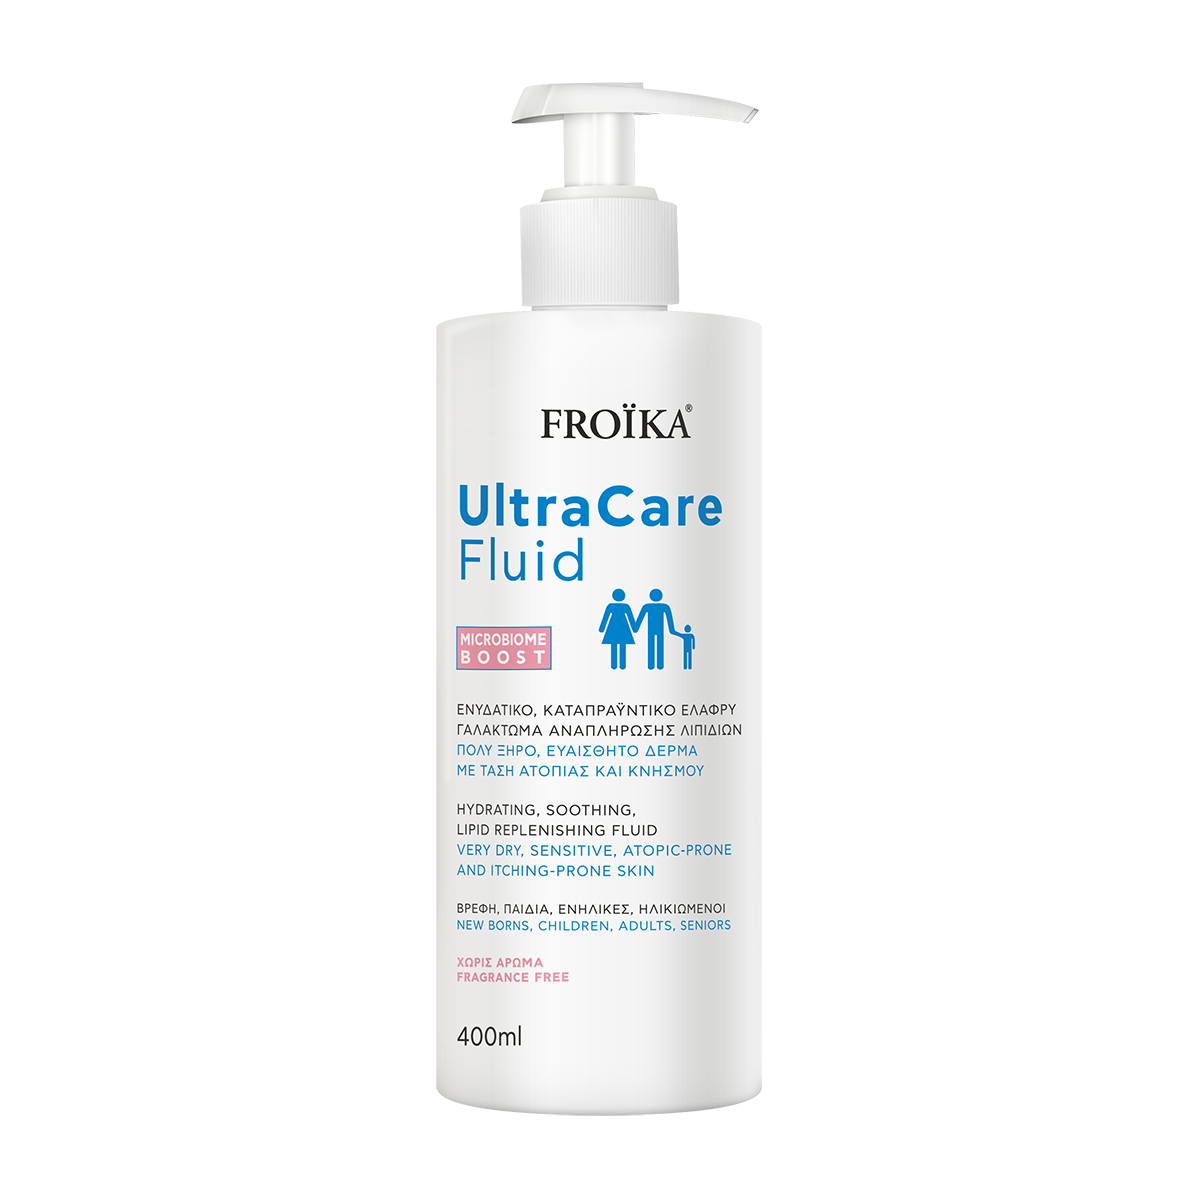 FROÏKA®
UltraCare
Fluid
MICROBIOME
BOOST
ΕΝΥΔΑΤΙΚΟ, ΚΑΤΑΠΡΑΫΝΤΙΚΟ ΕΛΑΦΡΥ
ΓΑΛΑΚΤΩΜΑ ΑΝΑΠΛΗΡΩΣΗΣ ΛΙΠΙΔΙΩΝ
ΠΟΛΥ ΞΗΡΟ, ΕΥΑΙΣΘΗΤΟ ΔΕΡΜΑ
ΜΕ ΤΑΣΗ ΑΤΟΠΙΑΣ ΚΑΙ ΚΝΗΣΜΟΥ
HYDRATING, SOOTHING,
LIPID REPLENISHING FLUID
VERY DRY, SENSITIVE, ATOPIC-PRONE
AND ITCHING-PRONE SKIN
ΒΡΕΦΗ, ΠΑΙΔΙΑ, ΕΝΗΛΙΚΕΣ, ΗΛΙΚΙΩΜΕΝΟΙ
NEW BORNS, CHILDREN, ADULTS, SENIORS
ΧΩΡΙΣ ΑΡΩΜΑ
FRAGRANCE FREE
400ml